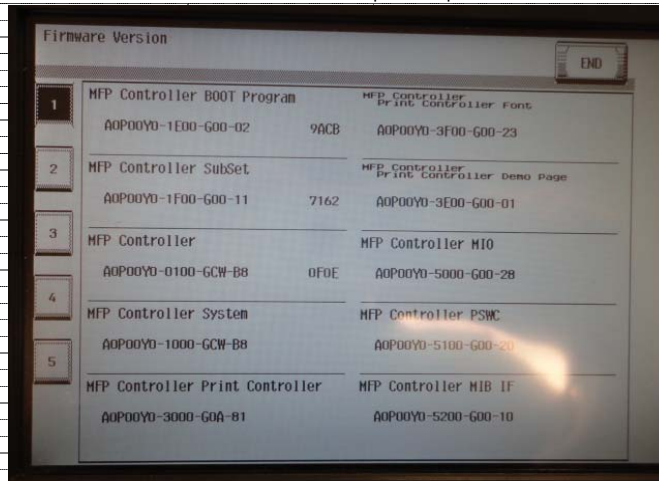 Firmware Version
END
1
2
3
4
5
MFP Controller BOOT Program
A0P00Y0-1E00-G00-02 9ACB
MFP Controller SubSet
A0P00Y0-1F00-G00-11 7162
MFP Controller
A0P00Y0-0100-GCW-B8 0F0E
MFP Controller System
A0P00Y0-1000-GCW-B8
MFP Controller Print Controller
A0P00Y0-3000-G0A-81
MFP Controller
Print Controller Font
A0P00Y0-3F00-G00-23
MFP Controller
Print Controller Demo Page
A0P00Y0-3E00-G00-01
MFP Controller MIO
A0P00Y0-5000-G00-28
MFP Controller PSWC
A0P00Y0-5100-G00-20
MFP Controller MIB IF
A0P00Y0-5200-G00-10